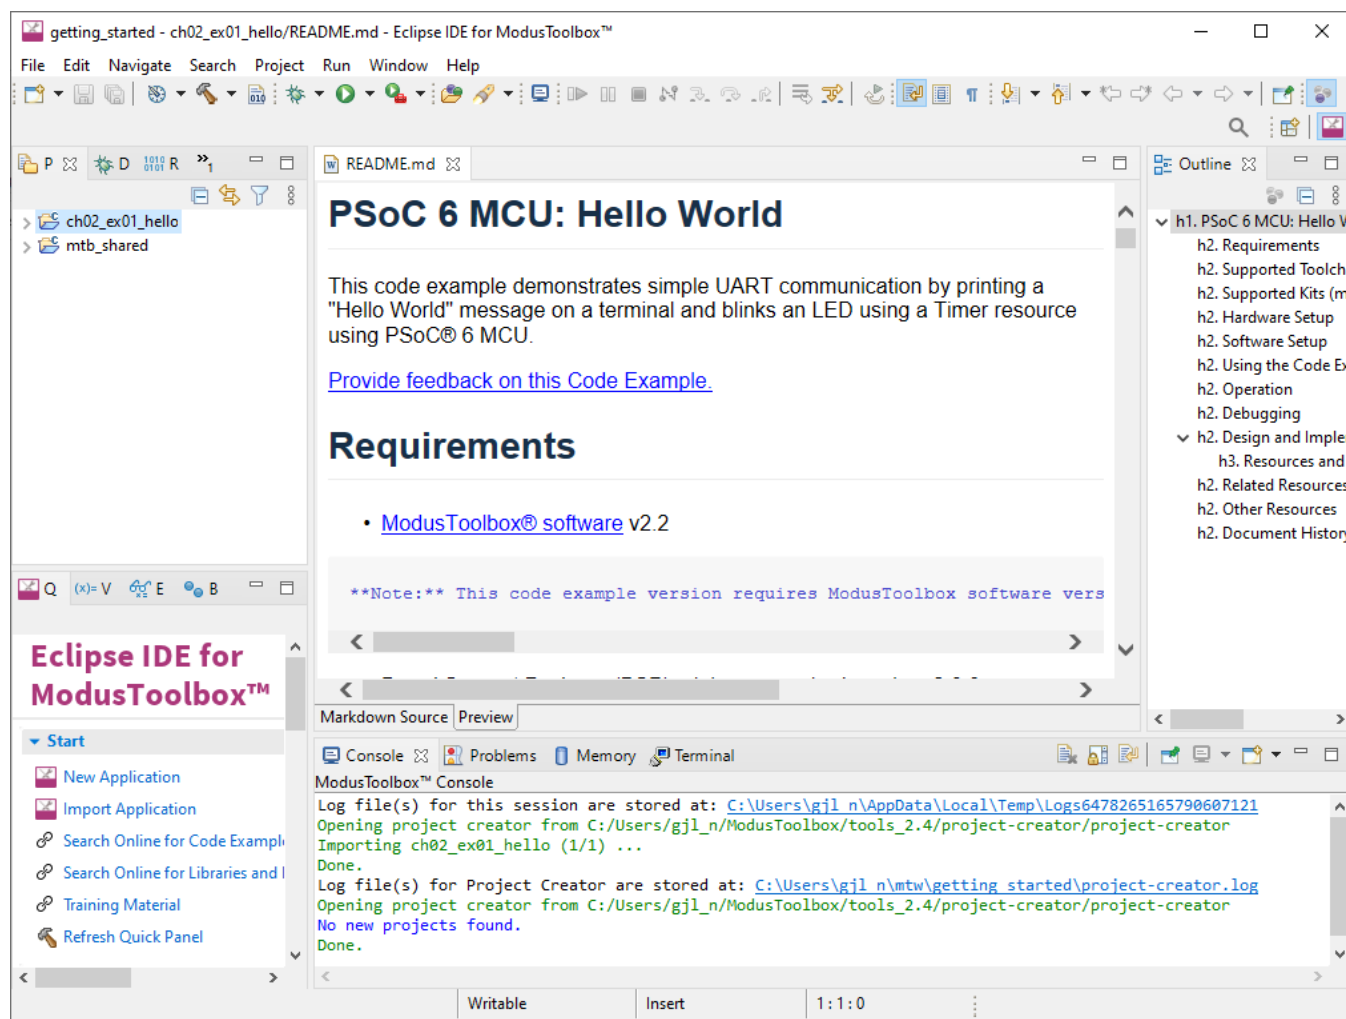 getting_started - ch02_ex01_hello/README.md - Eclipse IDE for ModusToolbox™
File Edit Navigate Search Project Run Window Help
P D R »1
ch02_ex01_hello
mtb_shared
README.md
PSoC 6 MCU: Hello World
This code example demonstrates simple UART communication by printing a
"Hello World" message on a terminal and blinks an LED using a Timer resource
using PSoC® 6 MCU.
Provide feedback on this Code Example.
Requirements
• ModusToolbox® software v2.2
**Note:** This code example version requires ModusToolbox software vers
Markdown Source Preview
Outline
h1. PSoC 6 MCU: Hello W
h2. Requirements
h2. Supported Toolch
h2. Supported Kits (m
h2. Hardware Setup
h2. Software Setup
h2. Using the Code Ex
h2. Operation
h2. Debugging
h2. Design and Imple
h3. Resources and
h2. Related Resources
h2. Other Resources
h2. Document History
Q (x)= V E B
Eclipse IDE for
ModusToolbox™
Start
New Application
Import Application
Search Online for Code Exampl
Search Online for Libraries and
Training Material
Refresh Quick Panel
Console Problems Memory Terminal
ModusToolbox™ Console
Log file(s) for this session are stored at: C:\Users\gjl_n\AppData\Local\Temp\Logs6478265165790607121
Opening project creator from C:/Users/gjl_n/ModusToolbox/tools_2.4/project-creator/project-creator
Importing ch02_ex01_hello (1/1) ...
Done.
Log file(s) for Project Creator are stored at: C:\Users\gjl_n\mtw\getting_started\project-creator.log
Opening project creator from C:/Users/gjl_n/ModusToolbox/tools_2.4/project-creator/project-creator
No new projects found.
Done.
Writable Insert 1:1:0